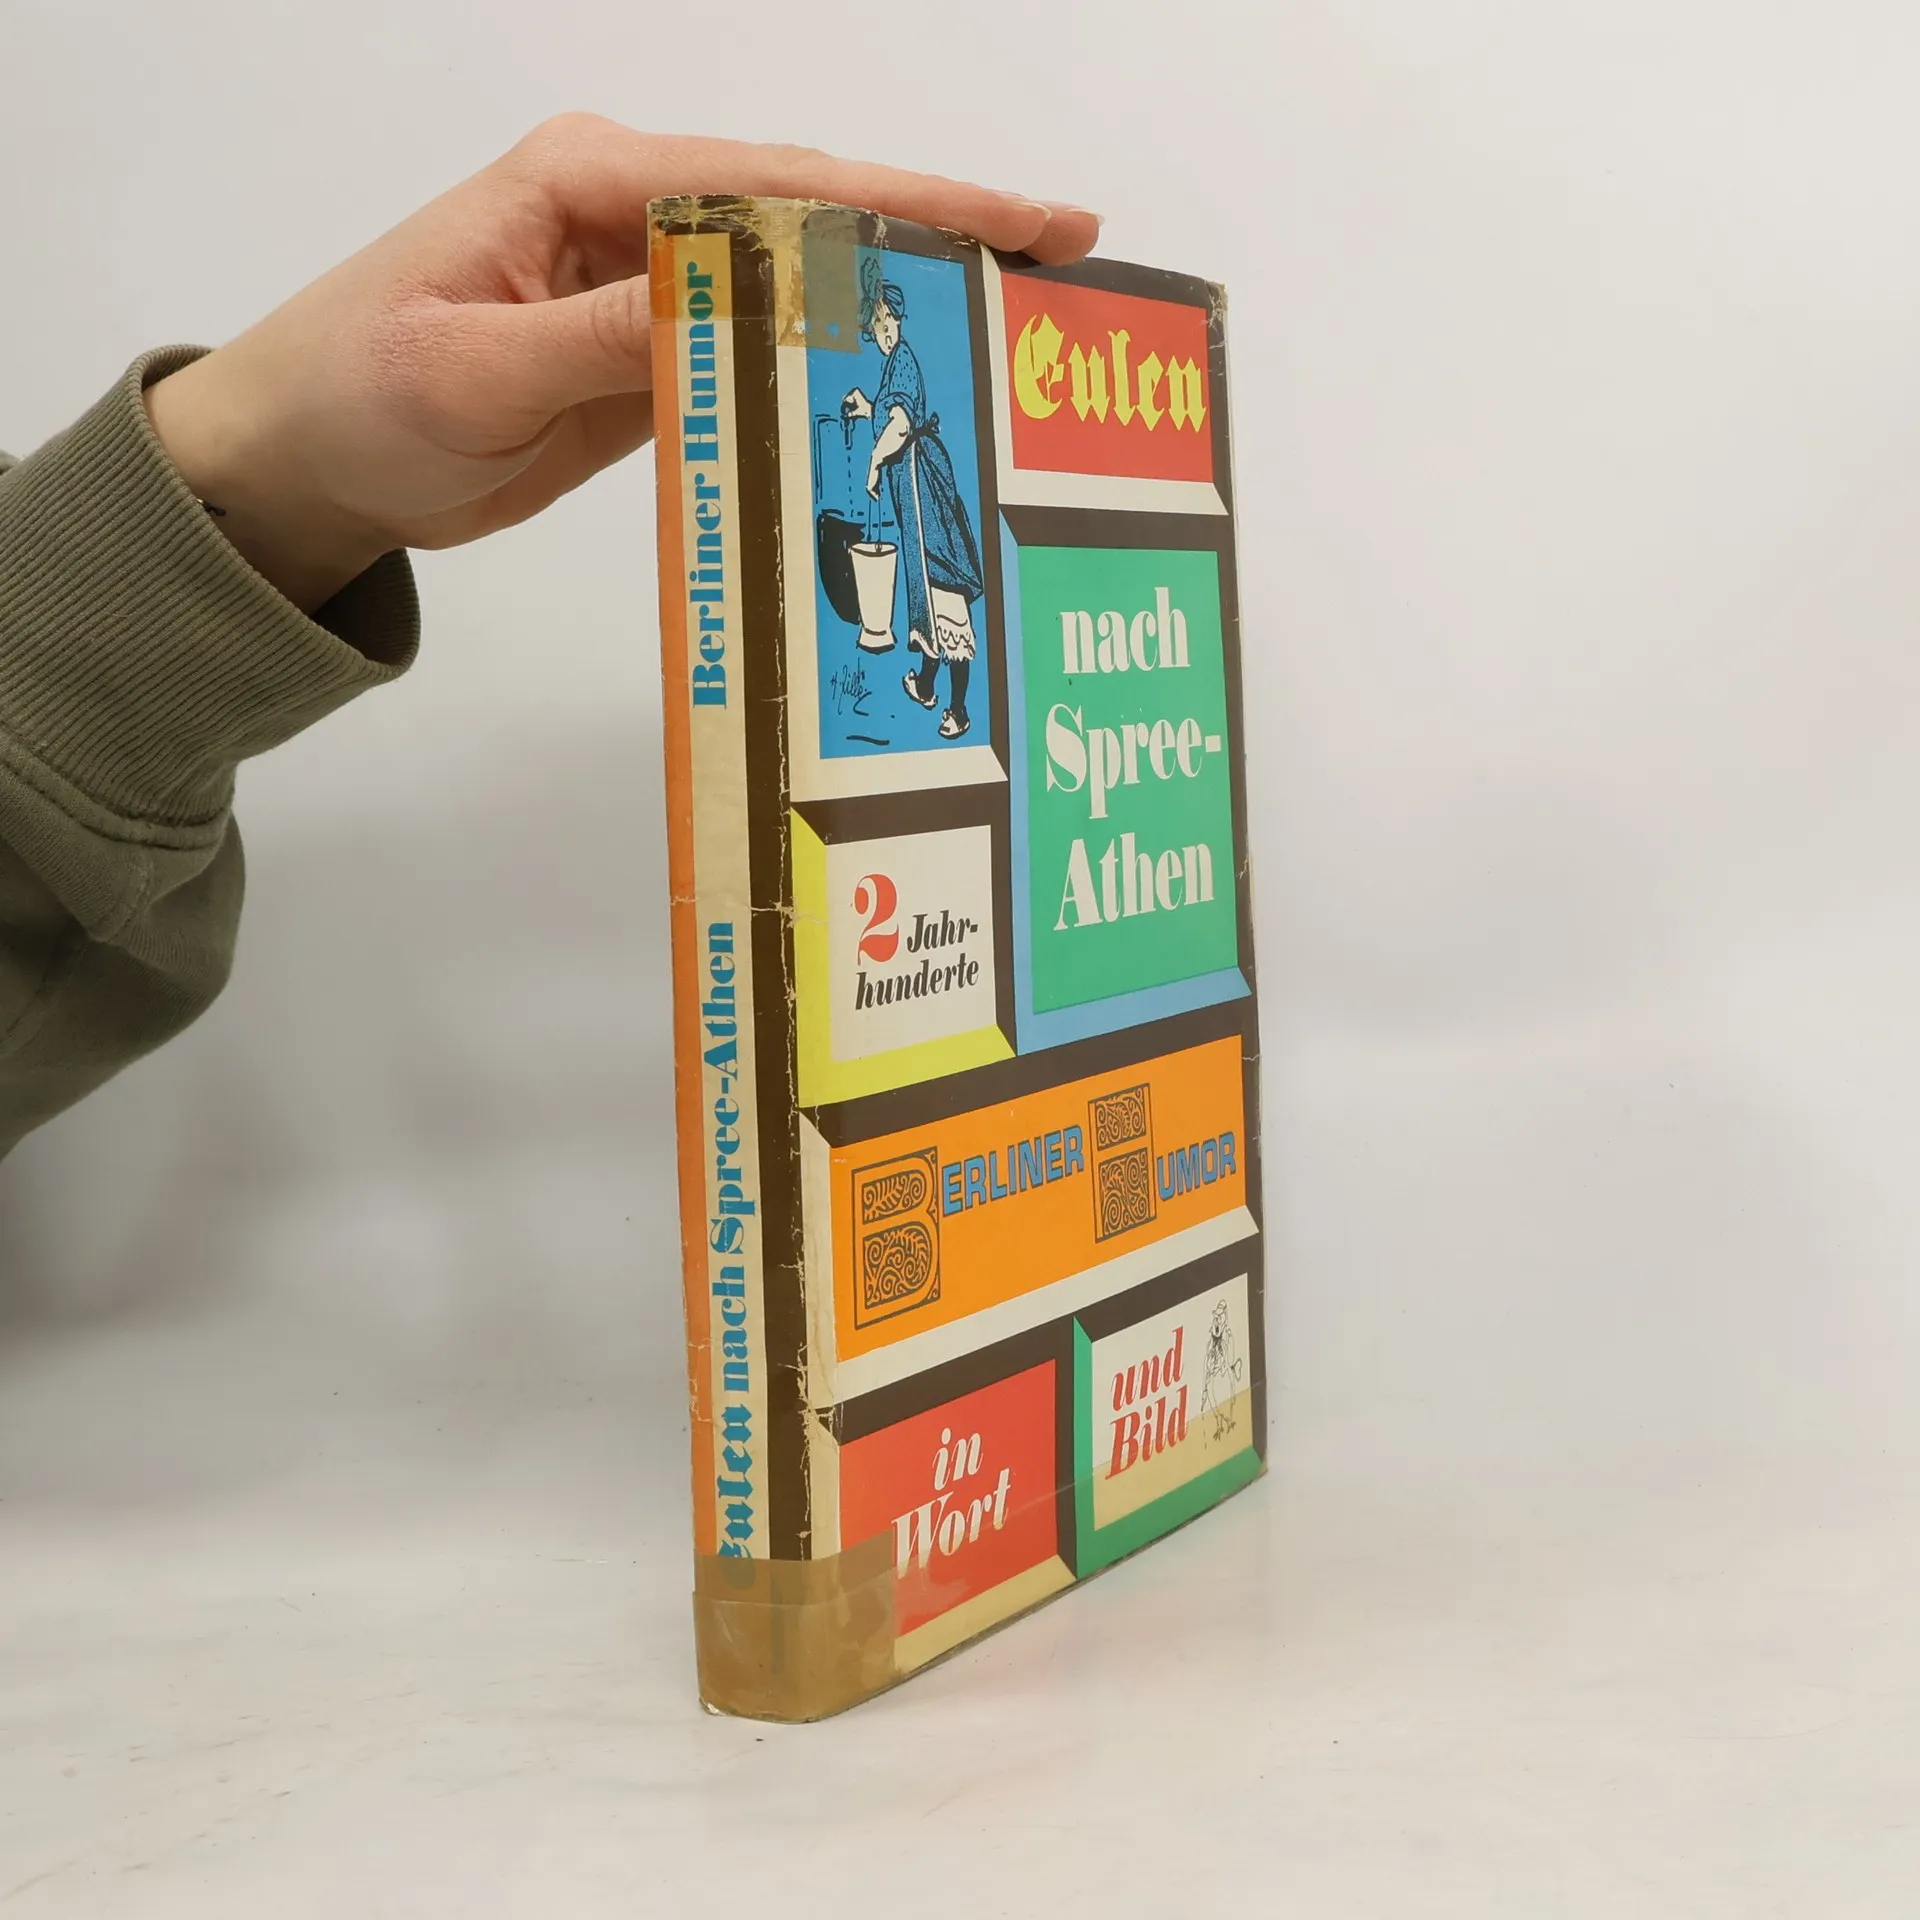 Eulen nach Spree-Athen Berliner Humor
H. Zille
Eulen
nach
Spree-
Athen
2 Jahr-
hunderte
BERLINER HUMOR
in
Wort
und
Bild